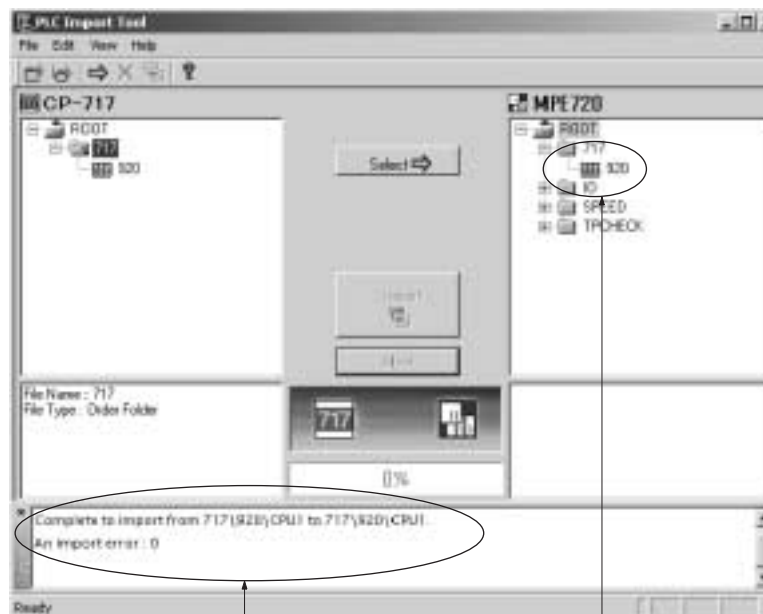 PLC Import Tool
File Edit View Help
CP-717
ROOT
717
920
Select
MPE720
ROOT
717
920
IO
SPEED
TPCHECK
File Name : 717
File Type : Order Folder
717
0%
Complete to import from 717\920\CPU1 to 717\920\CPU1.
An import error : 0
Ready